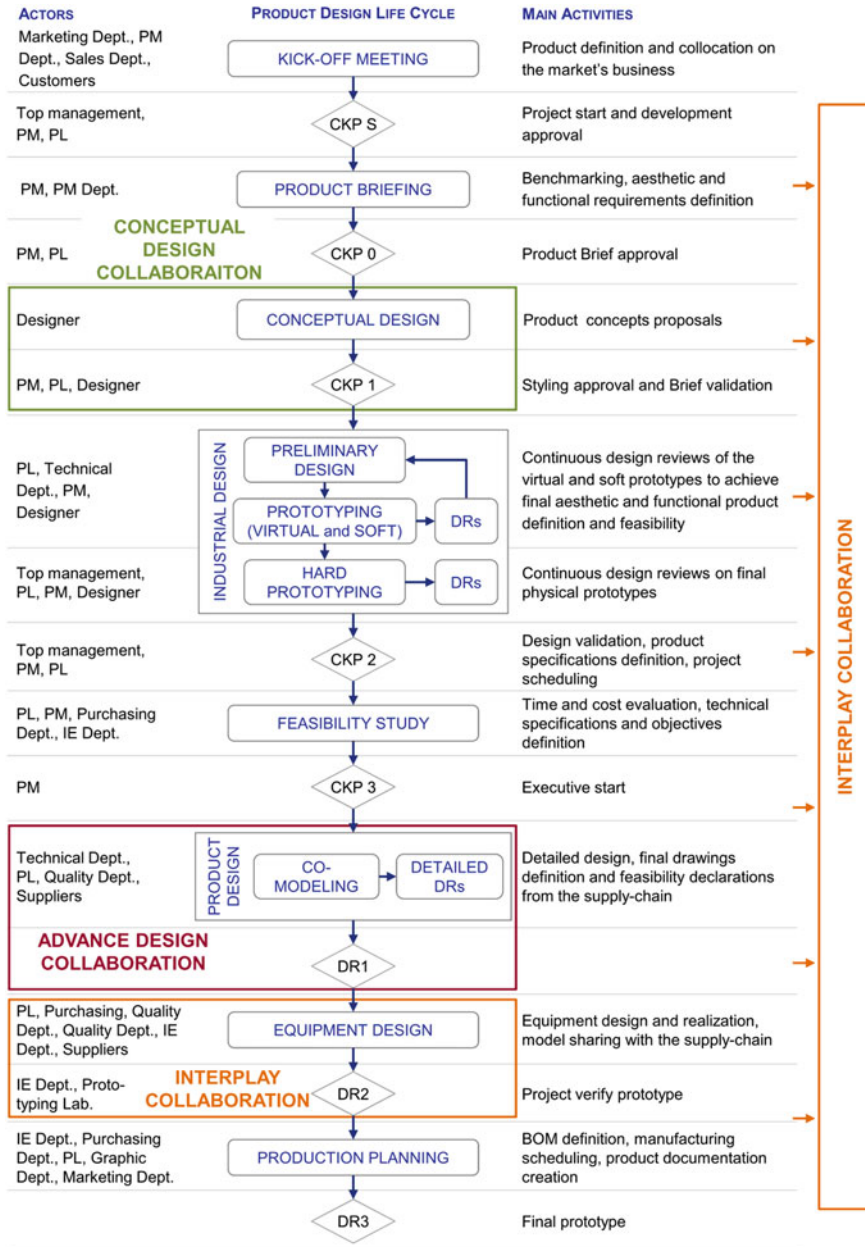 ACTORS
PRODUCT DESIGN LIFE CYCLE
MAIN ACTIVITIES
Marketing Dept., PM
Dept., Sales Dept.,
Customers
KICK-OFF MEETING
Product definition and collocation on
the market's business
Top management,
PM, PL
CKP S
Project start and development
approval
PM, PM Dept.
PRODUCT BRIEFING
Benchmarking, aesthetic and
functional requirements definition
CONCEPTUAL
DESIGN
COLLABORAITON
PM, PL
CKP 0
Product Brief approval
Designer
CONCEPTUAL DESIGN
Product concepts proposals
PM, PL, Designer
CKP 1
Styling approval and Brief validation
PL, Technical
Dept., PM,
Designer
INDUSTRIAL DESIGN
PRELIMINARY
DESIGN
PROTOTYPING
(VIRTUAL and SOFT)
DRs
Continuous design reviews of the
virtual and soft prototypes to achieve
final aesthetic and functional product
definition and feasibility
Top management,
PL, PM, Designer
HARD
PROTOTYPING
DRs
Continuous design reviews on final
physical prototypes
Top management,
PM, PL
CKP 2
Design validation, product
specifications definition, project
scheduling
PL, PM, Purchasing
Dept., IE Dept.
FEASIBILITY STUDY
Time and cost evaluation, technical
specifications and objectives
definition
PM
CKP 3
Executive start
Technical Dept.,
PL, Quality Dept.,
Suppliers
PRODUCT
DESIGN
CO-
MODELING
DETAILED
DRs
Detailed design, final drawings
definition and feasibility declarations
from the supply-chain
ADVANCE DESIGN
COLLABORATION
DR1
PL, Purchasing, Quality
Dept., Quality Dept., IE
Dept., Suppliers
EQUIPMENT DESIGN
Equipment design and realization,
model sharing with the supply-chain
IE Dept., Proto-
typing Lab.
INTERPLAY
COLLABORATION
DR2
Project verify prototype
IE Dept., Purchasing
Dept., PL, Graphic
Dept., Marketing Dept.
PRODUCTION PLANNING
BOM definition, manufacturing
scheduling, product documentation
creation
DR3
Final prototype
INTERPLAY COLLABORATION